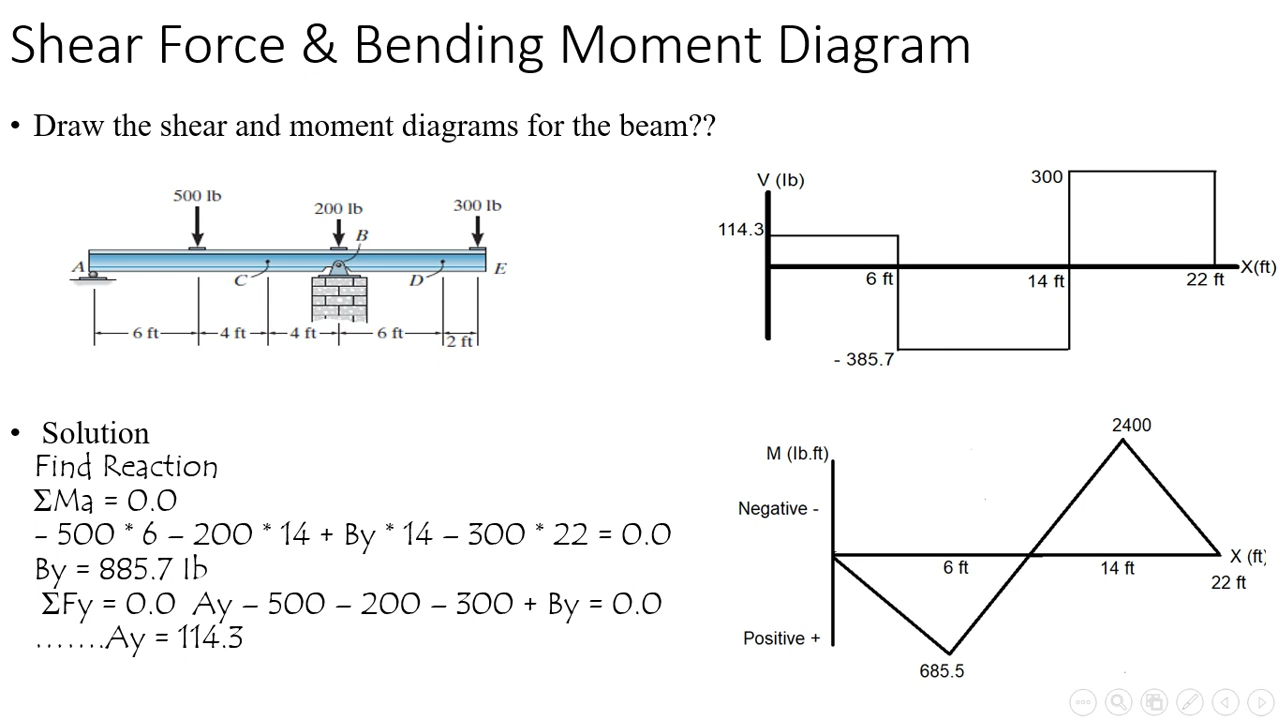 Shear Force & Bending Moment Diagram
• Draw the shear and moment diagrams for the beam??
500 lb
200 lb
300 lb
B
A
C
D
E
6 ft
4 ft
4 ft
6 ft
2 ft
V (lb)
300
114.3
X(ft)
6 ft
14 ft
22 ft
- 385.7
• Solution
Find Reaction
ΣMa = 0.0
- 500 * 6 – 200 * 14 + By * 14 – 300 * 22 = 0.0
By = 885.7 lb
ΣFy = 0.0 Ay – 500 – 200 – 300 + By = 0.0
.......Ay = 114.3
2400
M (lb.ft)
Negative -
X (ft)
6 ft
14 ft
22 ft
Positive +
685.5